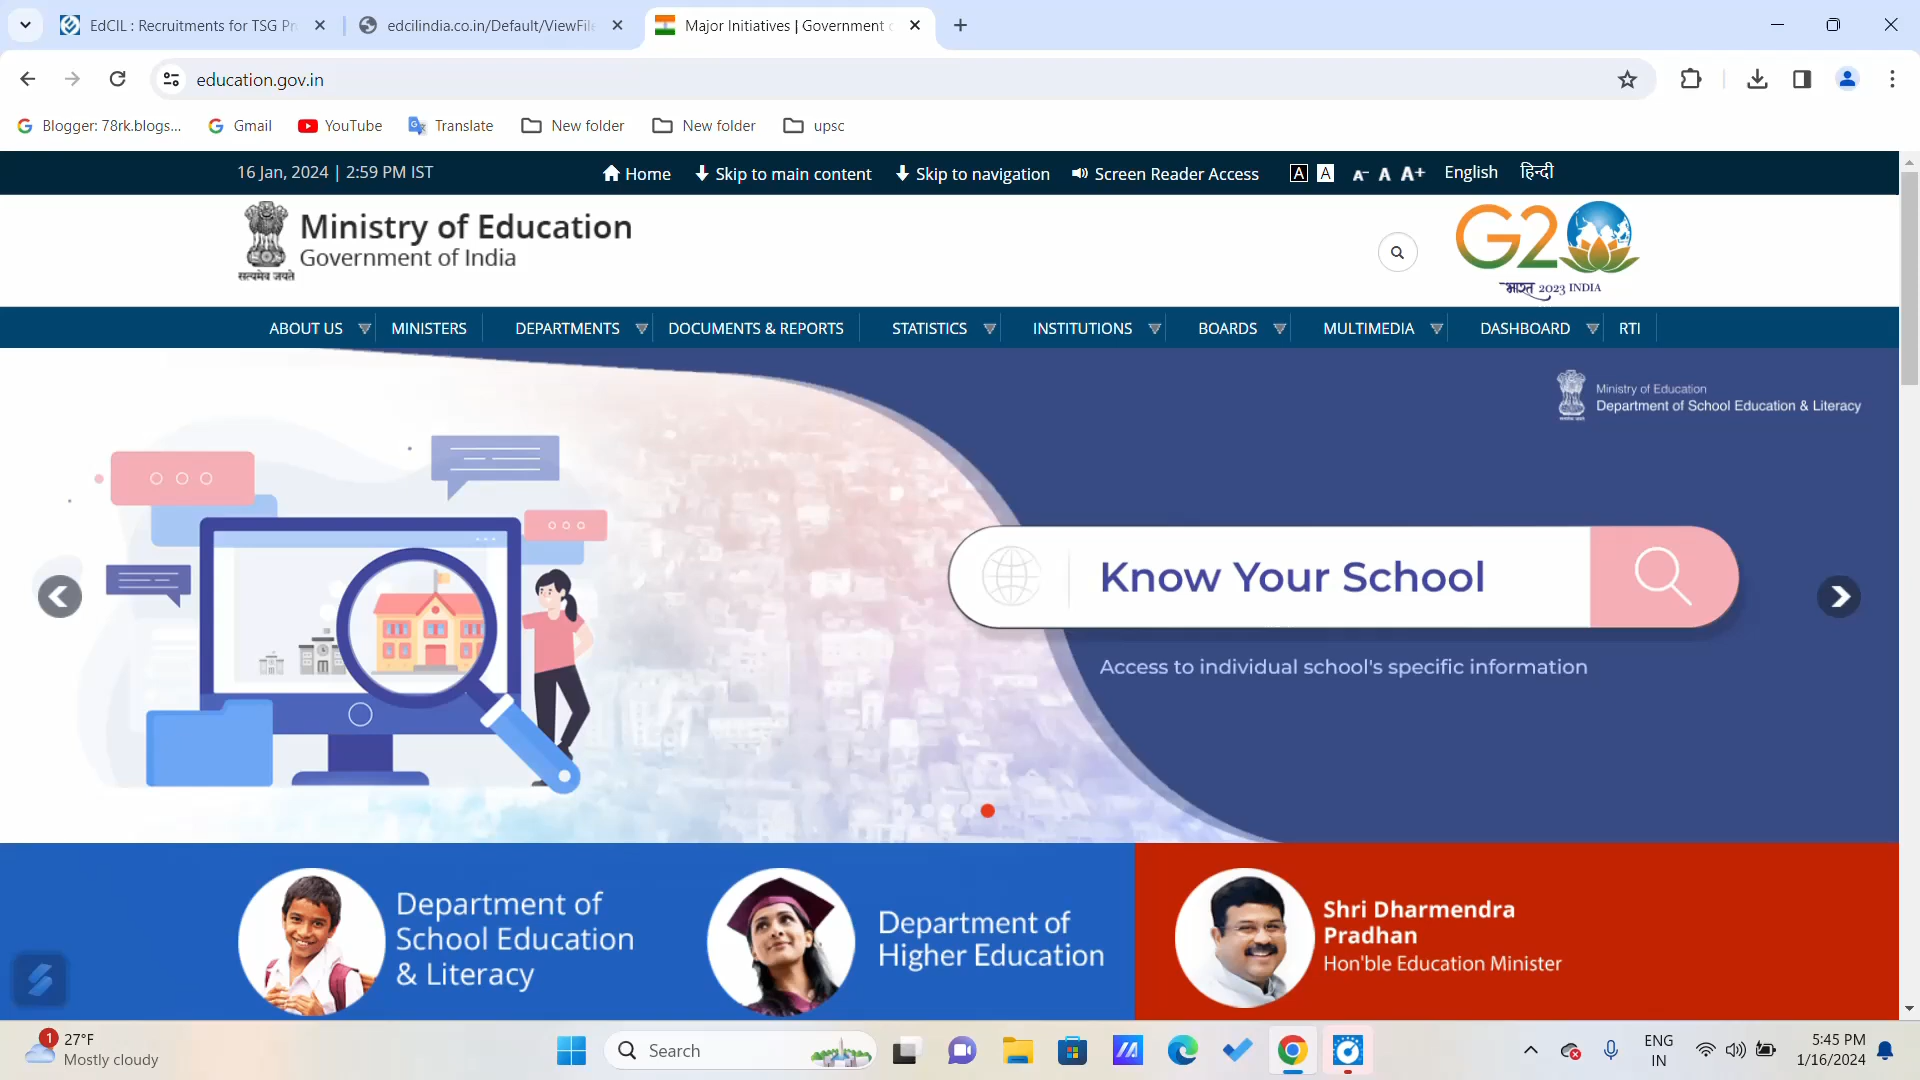 EdCIL : Recruitments for TSG Pr
edcilindia.co.in/Default/ViewFile
Major Initiatives | Government o
education.gov.in
Blogger: 78rk.blogs...
Gmail
YouTube
Translate
New folder
New folder
upsc
16 Jan, 2024 | 2:59 PM IST
Home
Skip to main content
Skip to navigation
Screen Reader Access
A A
A- A A+
English
हिन्दी
Ministry of Education
Government of India
सत्यमेव जयते
G20
भारत 2023 INDIA
ABOUT US
MINISTERS
DEPARTMENTS
DOCUMENTS & REPORTS
STATISTICS
INSTITUTIONS
BOARDS
MULTIMEDIA
DASHBOARD
RTI
Ministry of Education
Department of School Education & Literacy
Know Your School
Access to individual school's specific information
Department of
School Education
& Literacy
Department of
Higher Education
Shri Dharmendra
Pradhan
Hon'ble Education Minister
1
27°F
Mostly cloudy
Search
ENG
IN
5:45 PM
1/16/2024